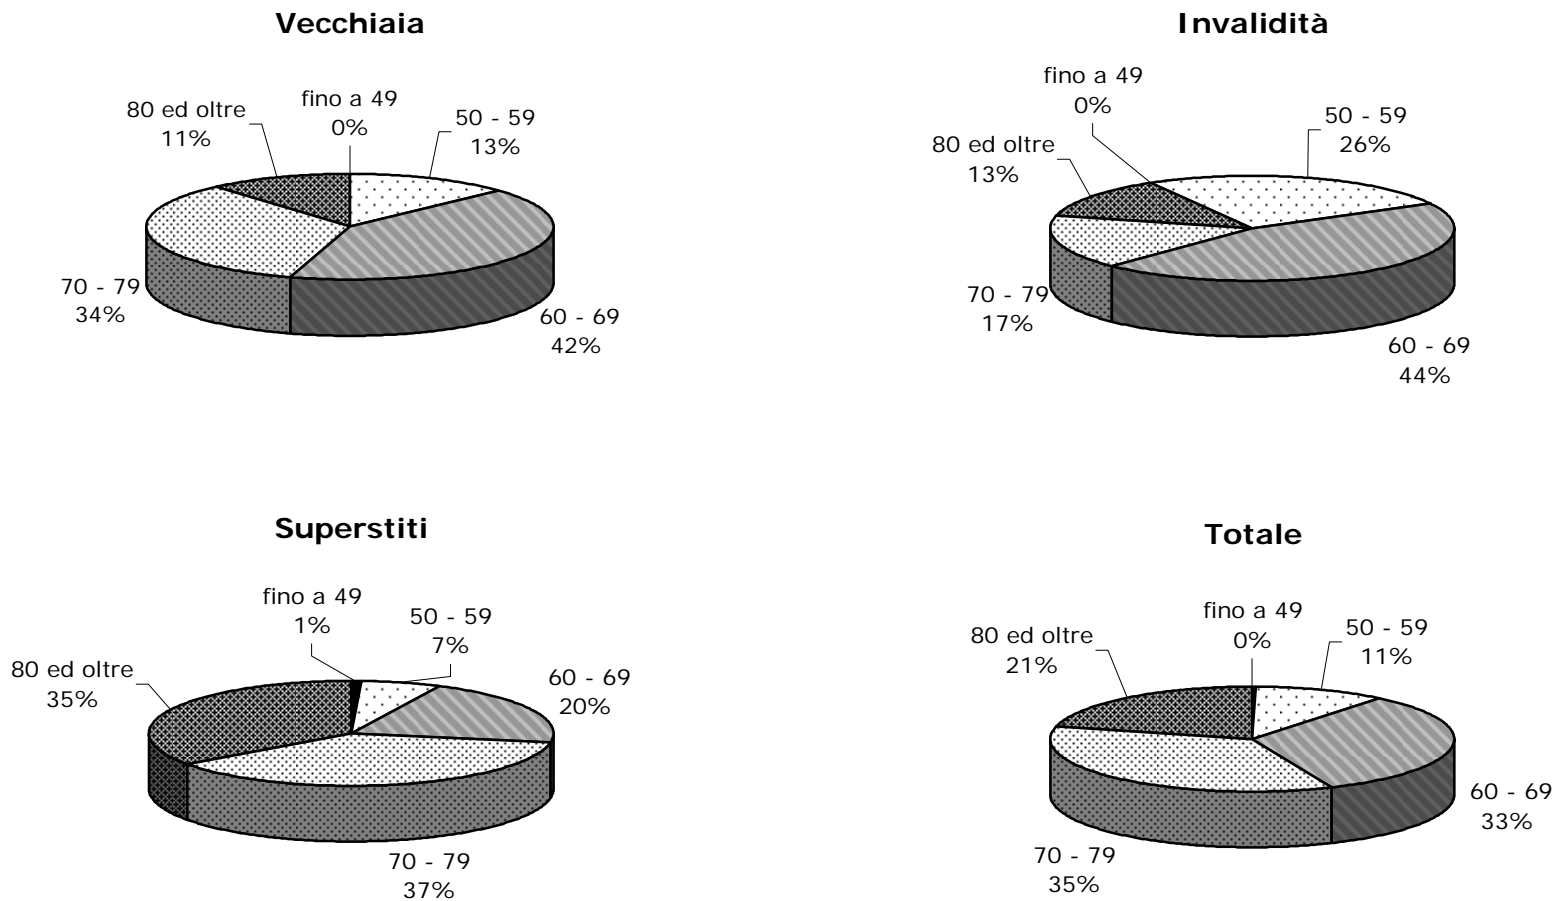 Vecchiaia
fino a 49
0%
50 - 59
13%
60 - 69
42%
70 - 79
34%
80 ed oltre
11%
Invalidità
fino a 49
0%
50 - 59
26%
60 - 69
44%
70 - 79
17%
80 ed oltre
13%
Superstiti
fino a 49
1%
50 - 59
7%
60 - 69
20%
70 - 79
37%
80 ed oltre
35%
Totale
fino a 49
0%
50 - 59
11%
60 - 69
33%
70 - 79
35%
80 ed oltre
21%